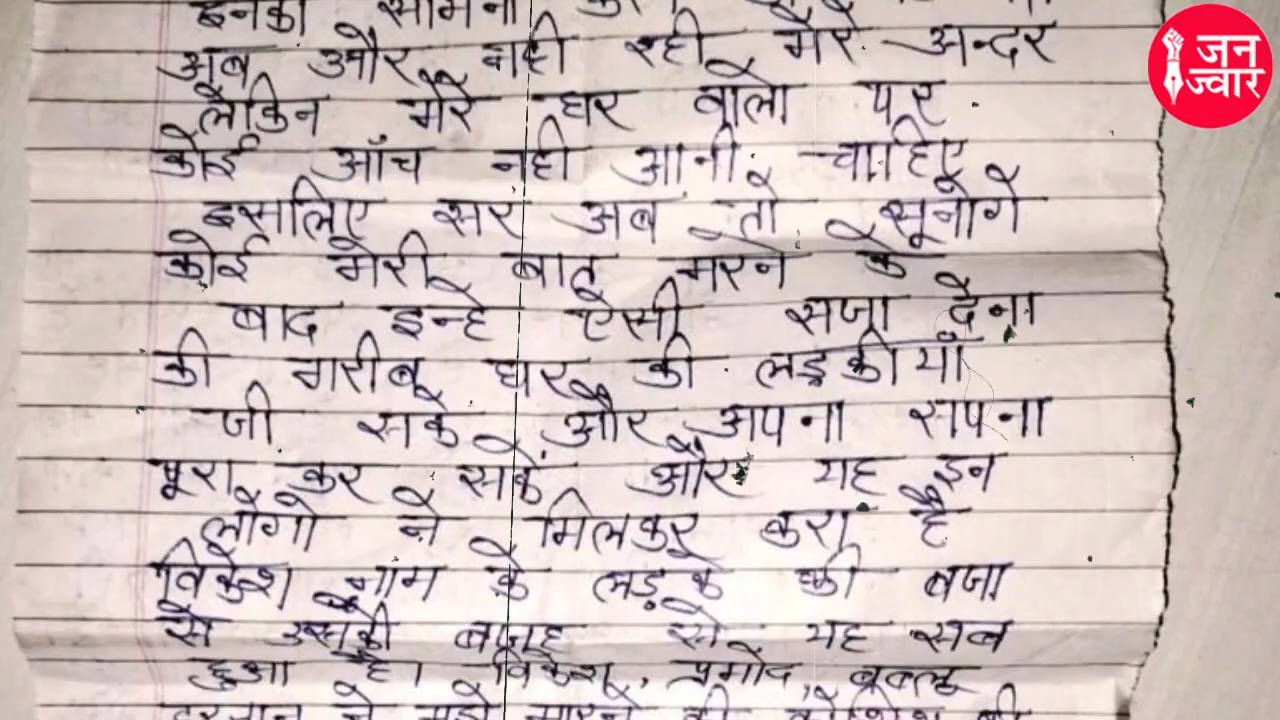 इनका सामना
अब और नही रही मेरे अन्दर
लेकिन मेरे घर वालो पर
कोई आँच नही आनी चाहिए
इसलिए सर अब तो सूनोगे
कोई मेरी बात मरने के
बाद इन्हे ऐसी सजा देना
की गरीब घर की लड़कीयाँ
जी सके और अपना सपना
पूरा कर सकें और यह इन
लोगो ने मिलकर करा है
विकेश नाम के लड़के की वजा
से उसकी बजह से यह सब
हुआ है। विकेश, प्रमोद, बबलू
ने मुझे मारने की कोशिश की
जन
ज्वार